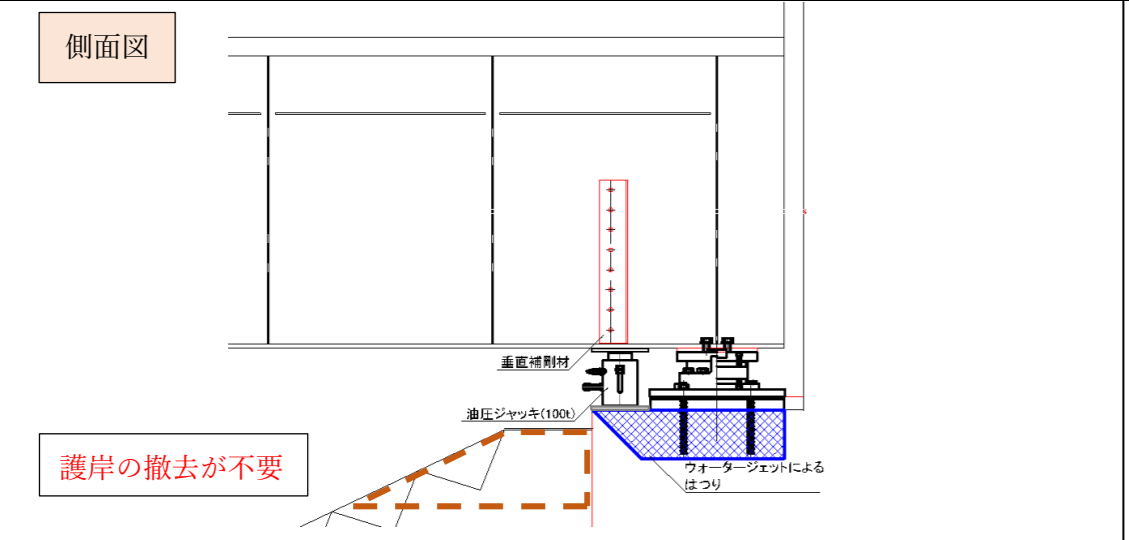 側面図
垂直補剛材
油圧ジャッキ(100t)
護岸の撤去が不要
ウォータージェットによる
はつり